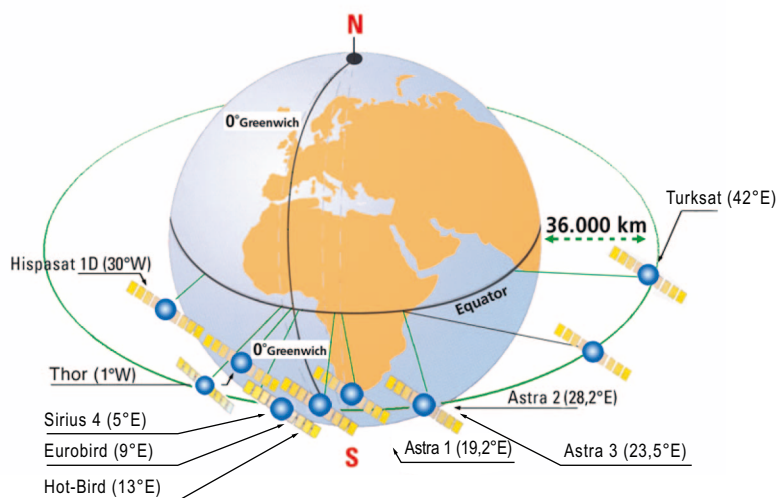 N
0° Greenwich
Turksat (42°E)
36.000 km
Hispasat 1D (30°W)
Equator
0° Greenwich
Thor (1°W)
Astra 2 (28,2°E)
Sirius 4 (5°E)
Eurobird (9°E)
S
Astra 1 (19,2°E)
Astra 3 (23,5°E)
Hot-Bird (13°E)